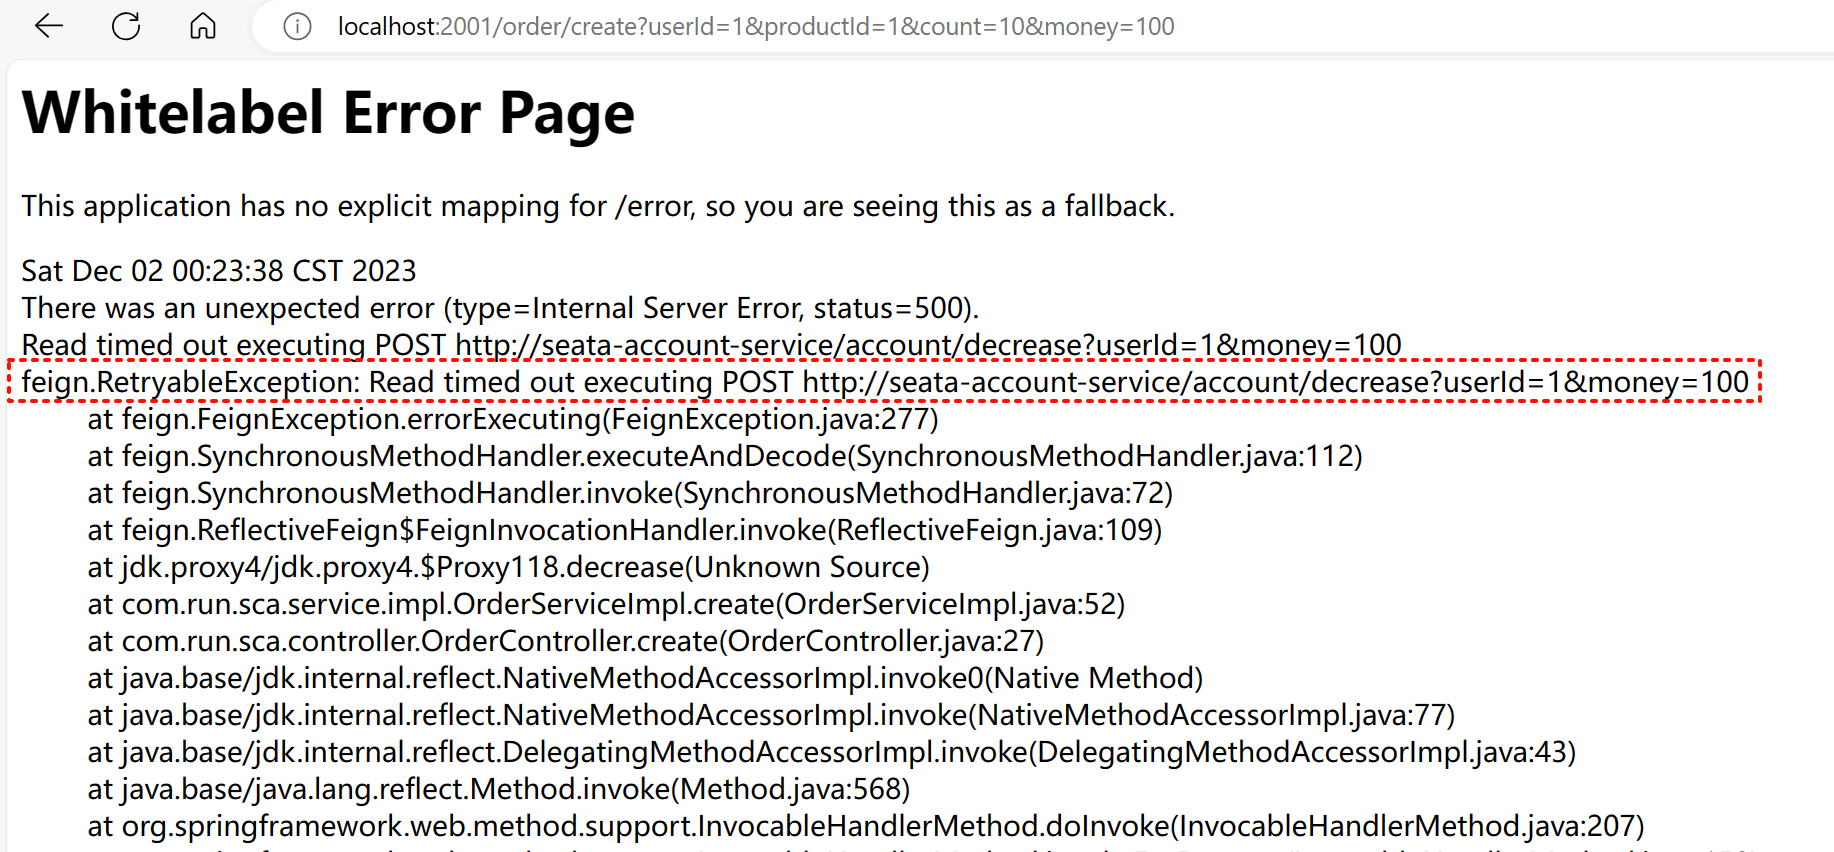 localhost:2001/order/create?userId=1&productId=1&count=10&money=100
Whitelabel Error Page
This application has no explicit mapping for /error, so you are seeing this as a fallback.
Sat Dec 02 00:23:38 CST 2023
There was an unexpected error (type=Internal Server Error, status=500).
Read timed out executing POST http://seata-account-service/account/decrease?userId=1&money=100
feign.RetryableException: Read timed out executing POST http://seata-account-service/account/decrease?userId=1&money=100
at feign.FeignException.errorExecuting(FeignException.java:277)
at feign.SynchronousMethodHandler.executeAndDecode(SynchronousMethodHandler.java:112)
at feign.SynchronousMethodHandler.invoke(SynchronousMethodHandler.java:72)
at feign.ReflectiveFeign$FeignInvocationHandler.invoke(ReflectiveFeign.java:109)
at jdk.proxy4/jdk.proxy4.$Proxy118.decrease(Unknown Source)
at com.run.sca.service.impl.OrderServiceImpl.create(OrderServiceImpl.java:52)
at com.run.sca.controller.OrderController.create(OrderController.java:27)
at java.base/jdk.internal.reflect.NativeMethodAccessorImpl.invoke0(Native Method)
at java.base/jdk.internal.reflect.NativeMethodAccessorImpl.invoke(NativeMethodAccessorImpl.java:77)
at java.base/jdk.internal.reflect.DelegatingMethodAccessorImpl.invoke(DelegatingMethodAccessorImpl.java:43)
at java.base/java.lang.reflect.Method.invoke(Method.java:568)
at org.springframework.web.method.support.InvocableHandlerMethod.doInvoke(InvocableHandlerMethod.java:207)